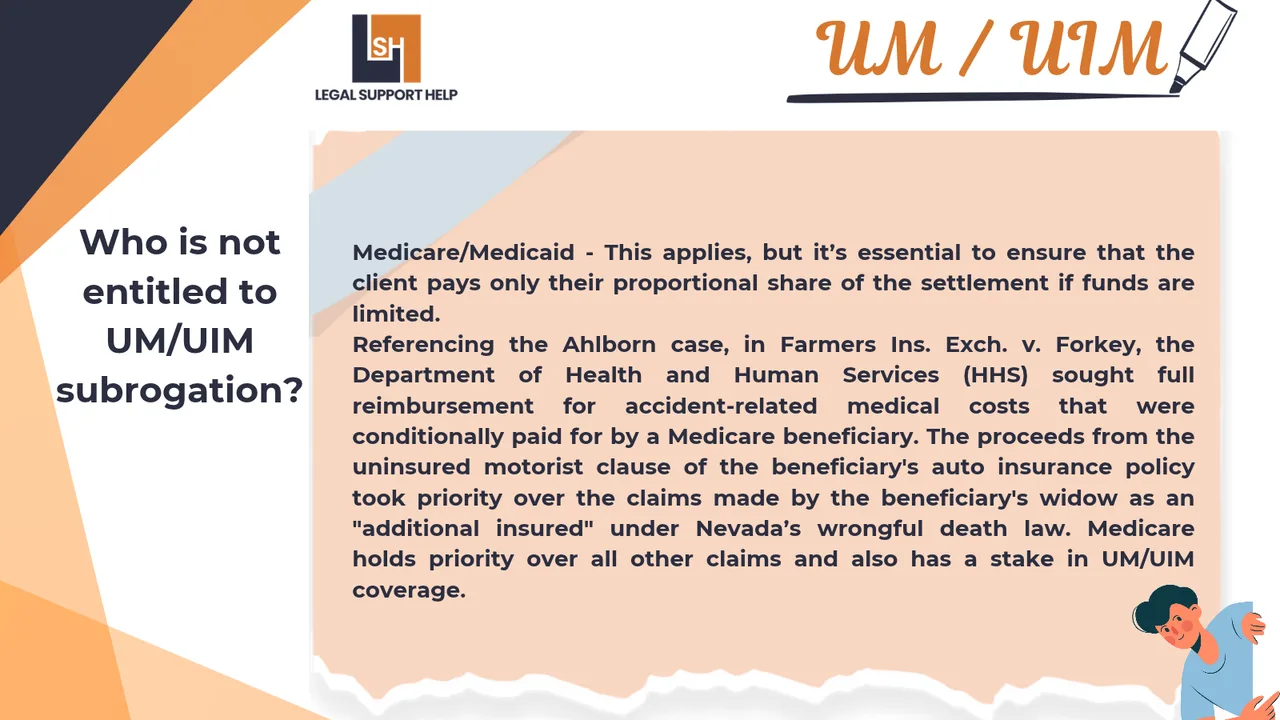 SH
LEGAL SUPPORT HELP
UM / UIM
Who is not
entitled to
UM/UIM
subrogation?
Medicare/Medicaid - This applies, but it’s essential to ensure that the
client pays only their proportional share of the settlement if funds are
limited.
Referencing the Ahlborn case, in Farmers Ins. Exch. v. Forkey, the
Department of Health and Human Services (HHS) sought full
reimbursement for accident-related medical costs that were
conditionally paid for by a Medicare beneficiary. The proceeds from the
uninsured motorist clause of the beneficiary's auto insurance policy
took priority over the claims made by the beneficiary's widow as an
"additional insured" under Nevada’s wrongful death law. Medicare
holds priority over all other claims and also has a stake in UM/UIM
coverage.